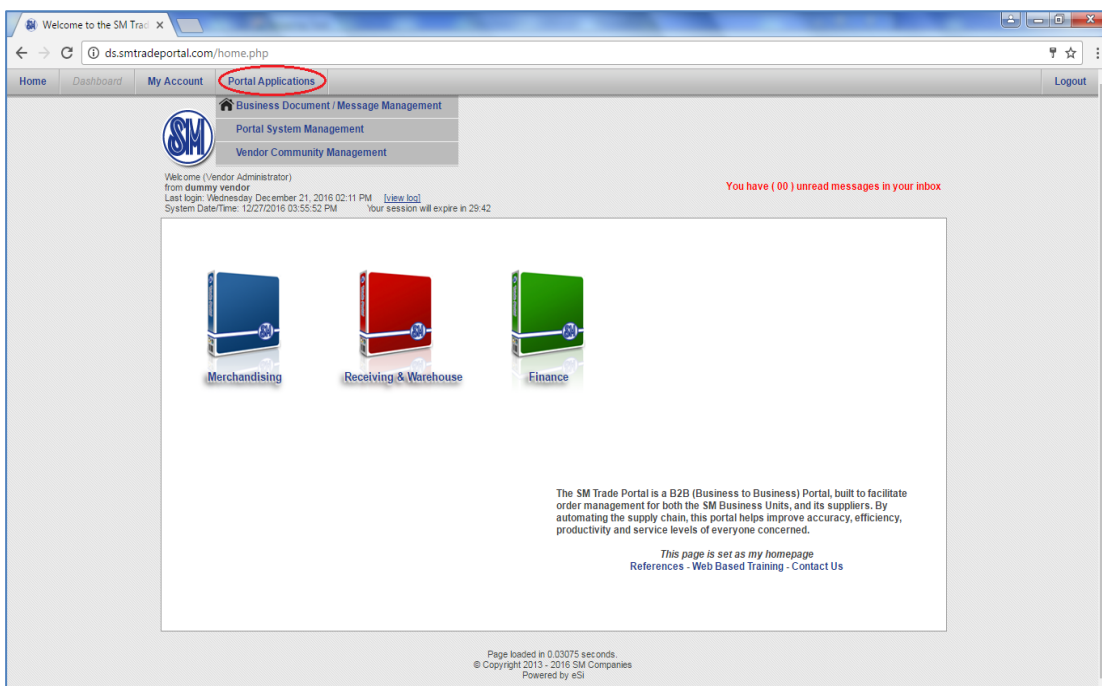 Welcome to the SM Trad
ds.smtradeportal.com/home.php
Home Dashboard My Account Portal Applications Logout
Business Document / Message Management
Portal System Management
Vendor Community Management
SM
Welcome (Vendor Administrator)
from dummy vendor
Last login: Wednesday December 21, 2016 02:11 PM [view log]
System Date/Time: 12/27/2016 03:55:52 PM Your session will expire in 29:42
You have ( 00 ) unread messages in your inbox
Merchandising Receiving & Warehouse Finance
The SM Trade Portal is a B2B (Business to Business) Portal, built to facilitate
order management for both the SM Business Units, and its suppliers. By
automating the supply chain, this portal helps improve accuracy, efficiency,
productivity and service levels of everyone concerned.
This page is set as my homepage
References - Web Based Training - Contact Us
Page loaded in 0.03075 seconds.
© Copyright 2013 - 2016 SM Companies
Powered by eSi